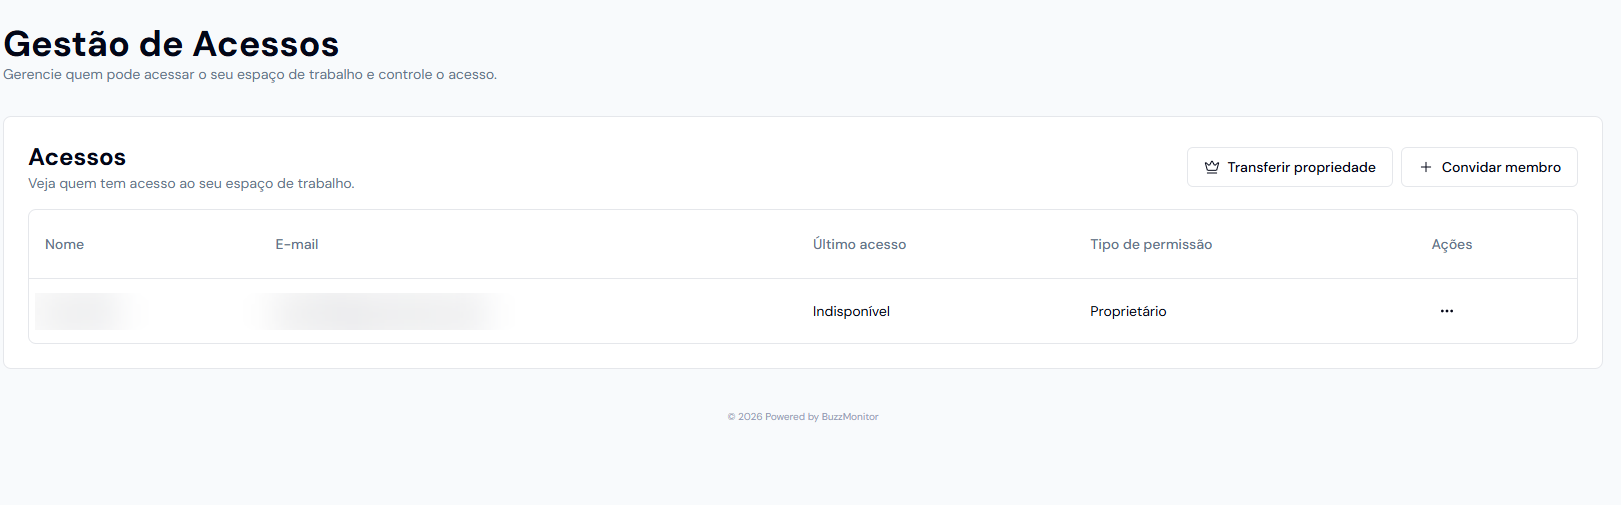 Gestão de Acessos
Gerencie quem pode acessar o seu espaço de trabalho e controle o acesso.
Acessos
Veja quem tem acesso ao seu espaço de trabalho.
Transferir propriedade
Convidar membro
Nome E-mail Último acesso Tipo de permissão Ações
Indisponível Proprietário
© 2026 Powered by BuzzMonitor